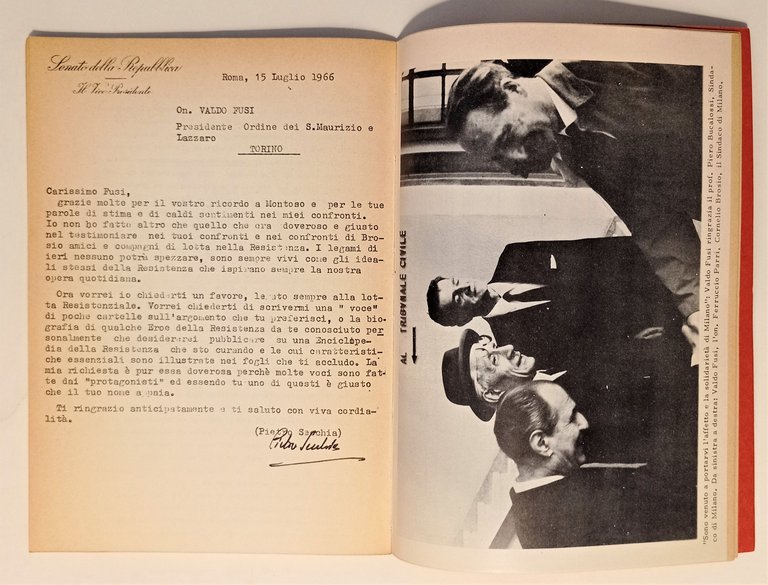 Senato della Repubblica
Il Vice Presidente
Roma, 15 Luglio 1966
On. VALDO FUSI
Presidente Ordine dei S.Maurizio e
Lazzaro
TORINO
Carissimo Fusi,
grazie molte per il vostro ricordo a Montoso e per le tue
parole di stima e di caldi sentimenti nei miei confronti.
Io non ho fatto altro che quello che era doveroso e giusto
nel testimoniare nei tuoi confronti e nei confronti di Bro-
sio amici e compagni di lotta nella Resistenza. I legami di
ieri nessuno potrà spezzare, sono sempre vivi come gli idea-
li stessi della Resistenza che ispirano sempre la nostra
opera quotidiana.
Ora vorrei io chiederti un favore, legato sempre alla lot-
ta Resistenziale. Vorrei chiederti di scrivermi una " voce"
di poche cartelle sull'argomento che tu preferisci, o la bio-
grafia di qualche Eroe della Resistenza da te conosciuto per
sonalmente che desidererei pubblicare su una Enciclope-
dia della Resistenza che sto curando e le cui caratteristi-
che essenziali sono illustrate nei fogli che ti accludo. La
mia richiesta è pur essa doverosa perchè molte voci sono fat-
te dai "protagonisti" ed essendo tu uno di questi è giusto
che il tuo nome appaia.
Ti ringrazio anticipatamente e ti saluto con viva cordia-
lità.
(Pietro Secchia)
Pietro Secchia
AL TRIBUNALE CIVILE
"Sono venuto a portarvi l'affetto e la solidarietà di Milano": Valdo Fusi ringrazia il prof. Piero Bucalossi, Sinda-
co di Milano. Da sinistra a destra: Valdo Fusi, l'on. Ferruccio Parri, Cornelio Brosio, il Sindaco di Milano.